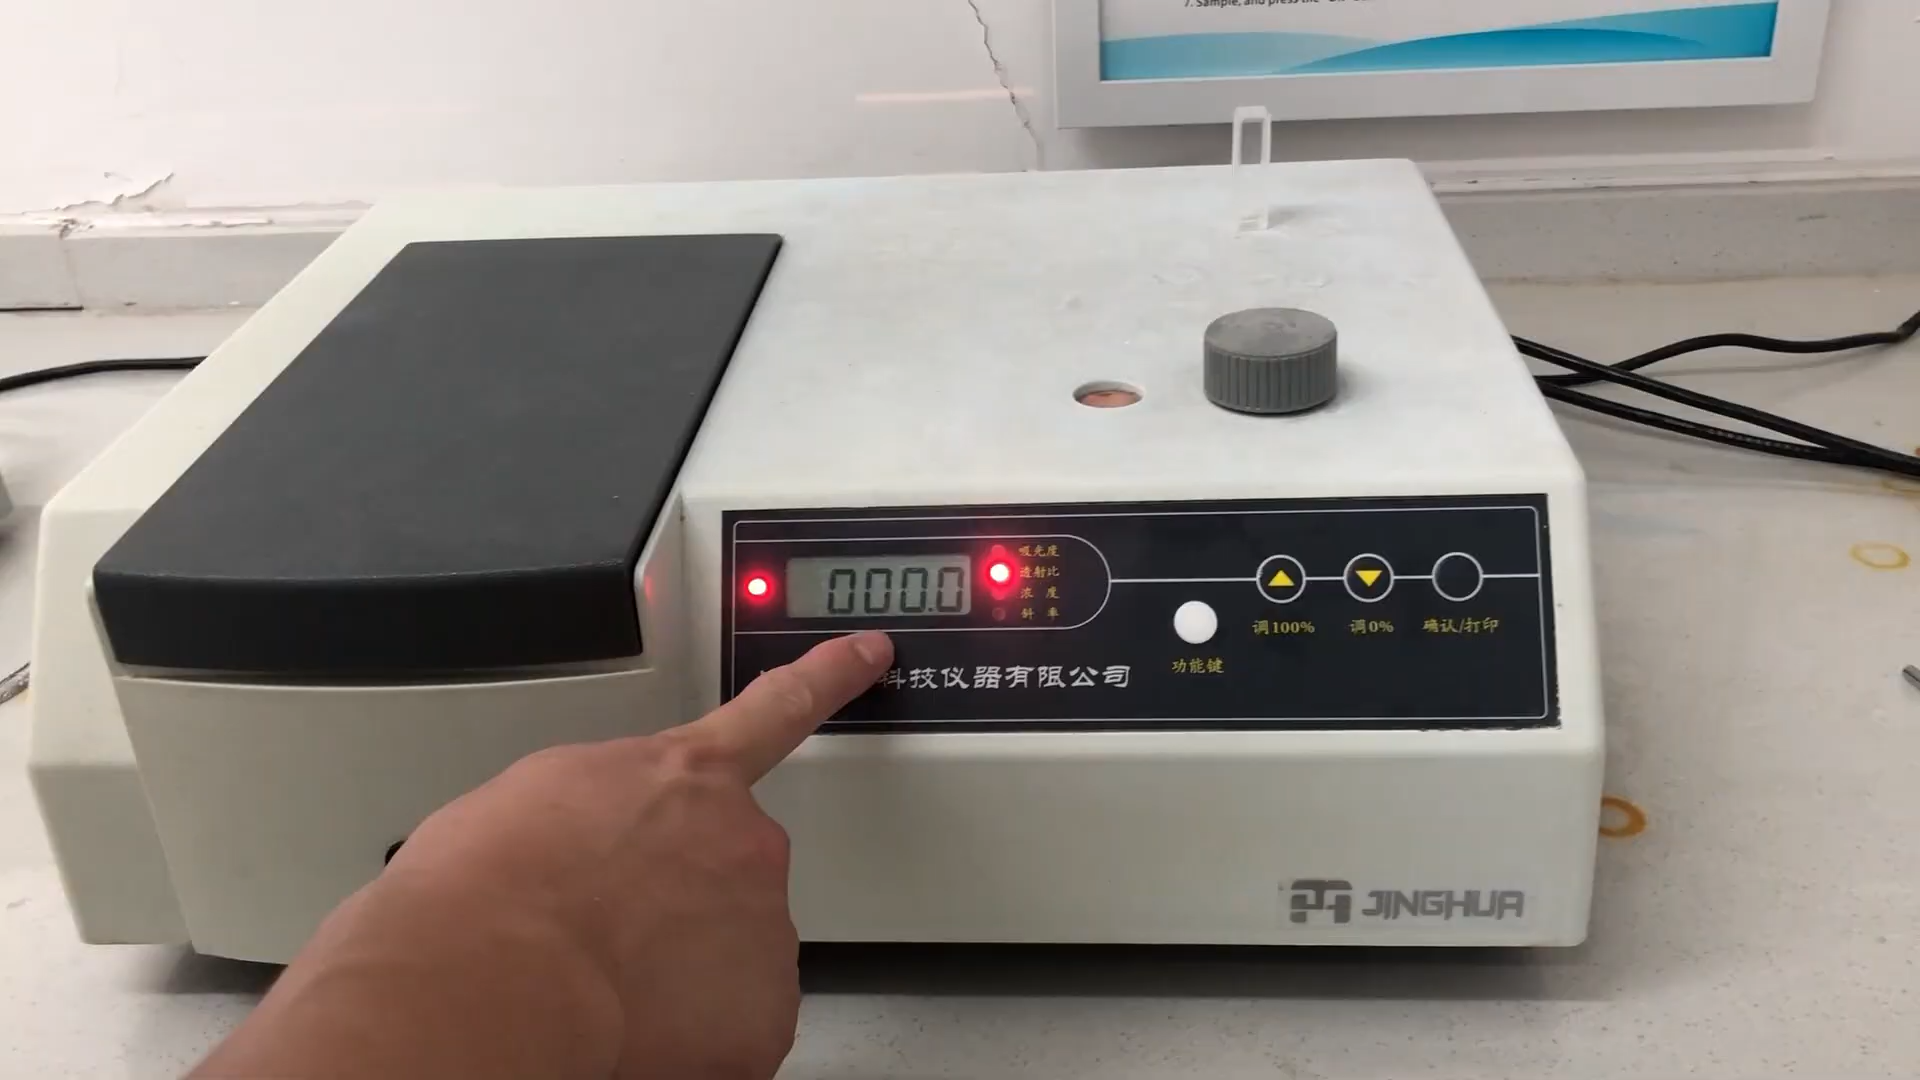 7. Sample, and press the
000.0
吸光度
透射比
浓 度
斜 率
调100%
调0%
确认/打印
功能键
科技仪器有限公司
JINGHUA